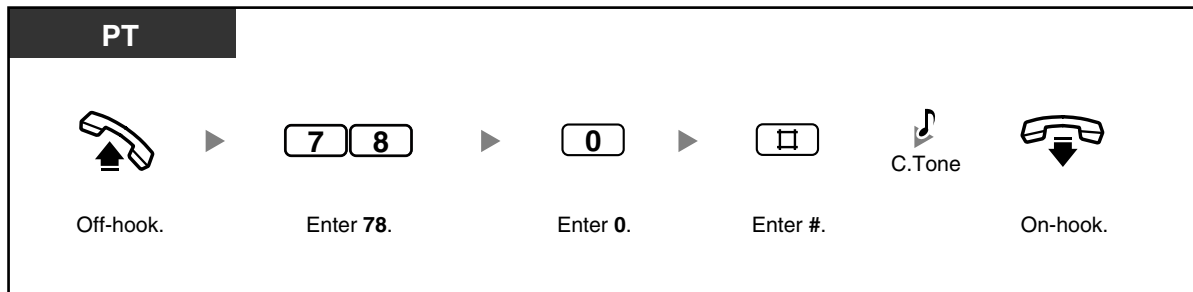 PT
7 8 0 #
C.Tone
Off-hook. Enter 78. Enter 0. Enter #. On-hook.